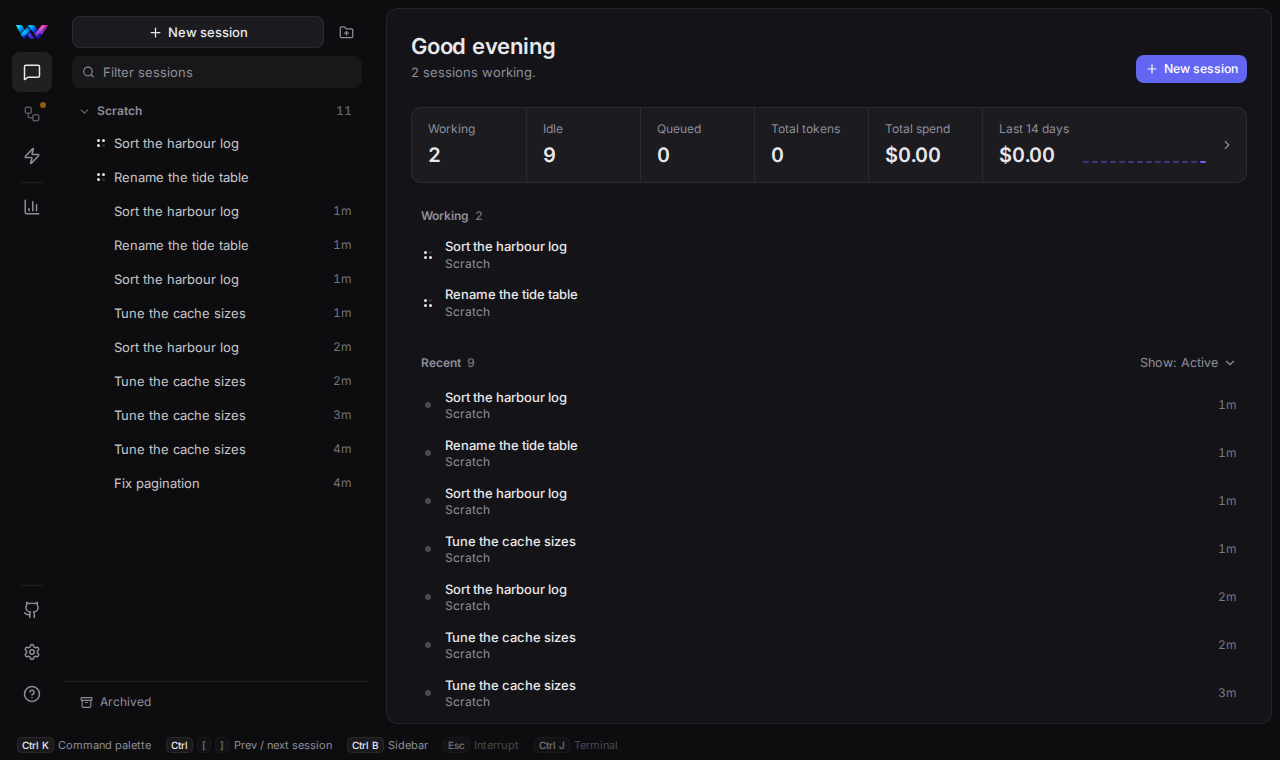 New session
Filter sessions
Scratch 11
Sort the harbour log
Rename the tide table
Sort the harbour log 1m
Rename the tide table 1m
Sort the harbour log 1m
Tune the cache sizes 1m
Sort the harbour log 2m
Tune the cache sizes 2m
Tune the cache sizes 3m
Tune the cache sizes 4m
Fix pagination 4m
Archived
Good evening
2 sessions working.
New session
Working Idle Queued Total tokens Total spend Last 14 days
2 9 0 0 $0.00 $0.00
Working 2
Sort the harbour log
Scratch
Rename the tide table
Scratch
Recent 9 Show: Active
Sort the harbour log 1m
Scratch
Rename the tide table 1m
Scratch
Sort the harbour log 1m
Scratch
Tune the cache sizes 1m
Scratch
Sort the harbour log 2m
Scratch
Tune the cache sizes 2m
Scratch
Tune the cache sizes 3m
Scratch
Ctrl K Command palette Ctrl [ ] Prev / next session Ctrl B Sidebar Esc Interrupt Ctrl J Terminal